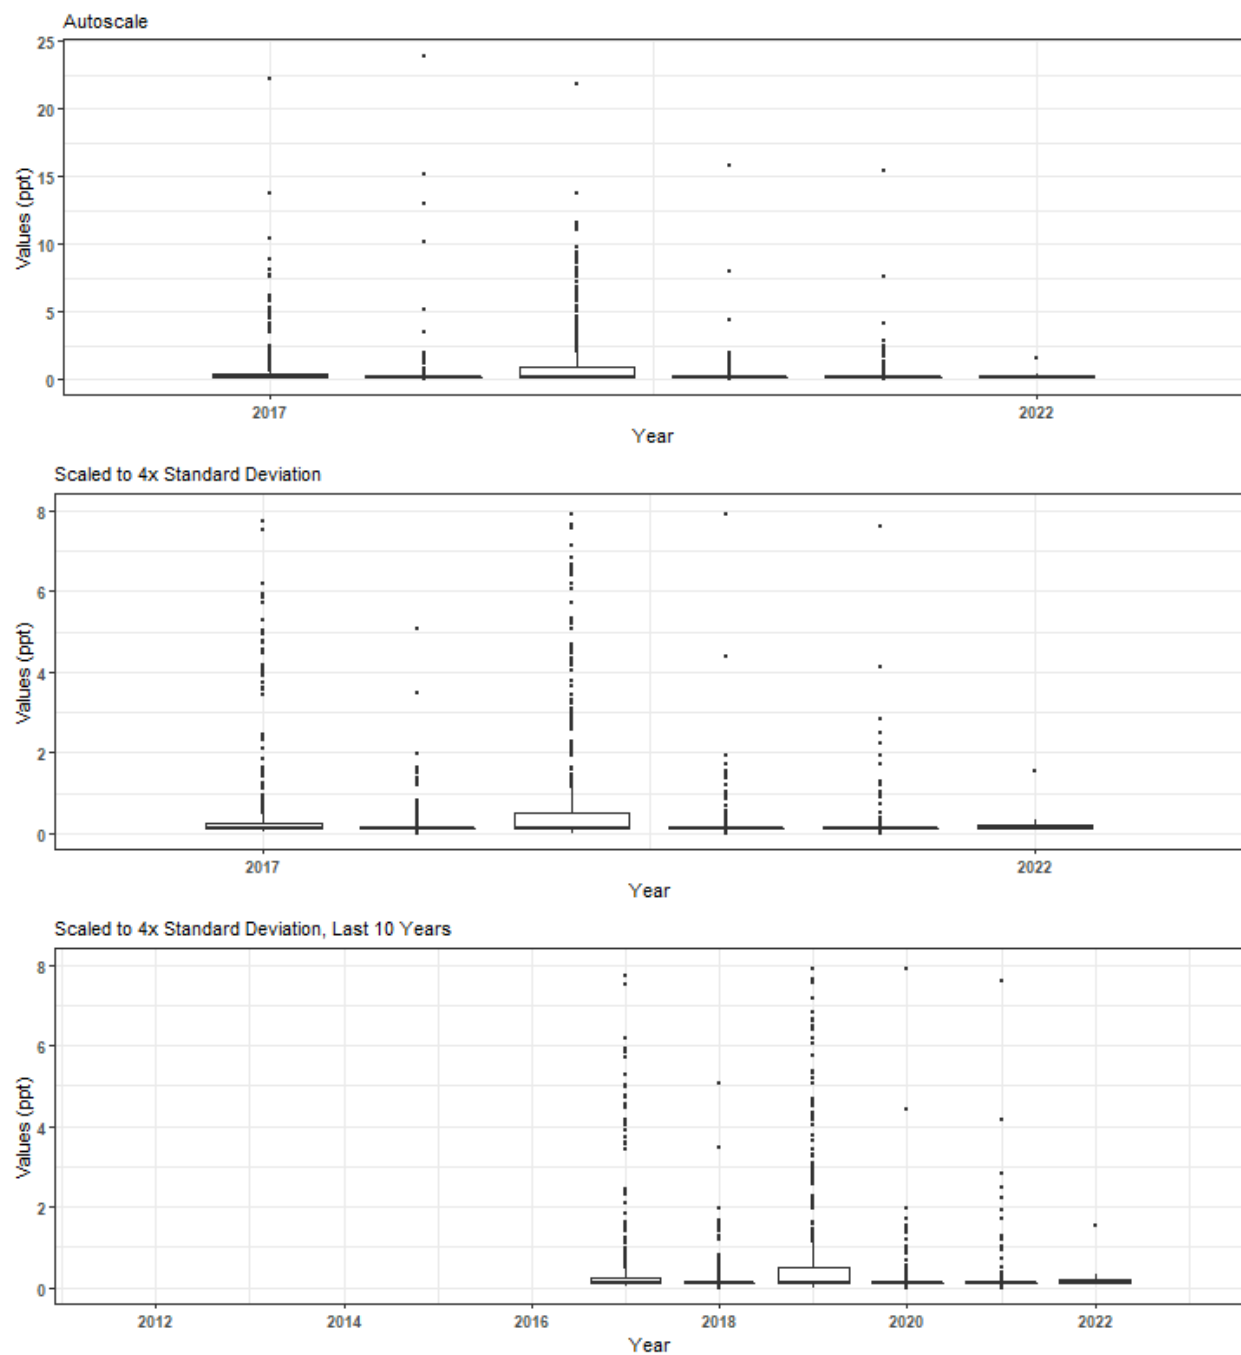 Autoscale
25
20
15
10
5
0
Values (ppt)
2017 2022
Year
Scaled to 4x Standard Deviation
8
6
4
2
0
Values (ppt)
2017 2022
Year
Scaled to 4x Standard Deviation, Last 10 Years
8
6
4
2
0
Values (ppt)
2012 2014 2016 2018 2020 2022
Year